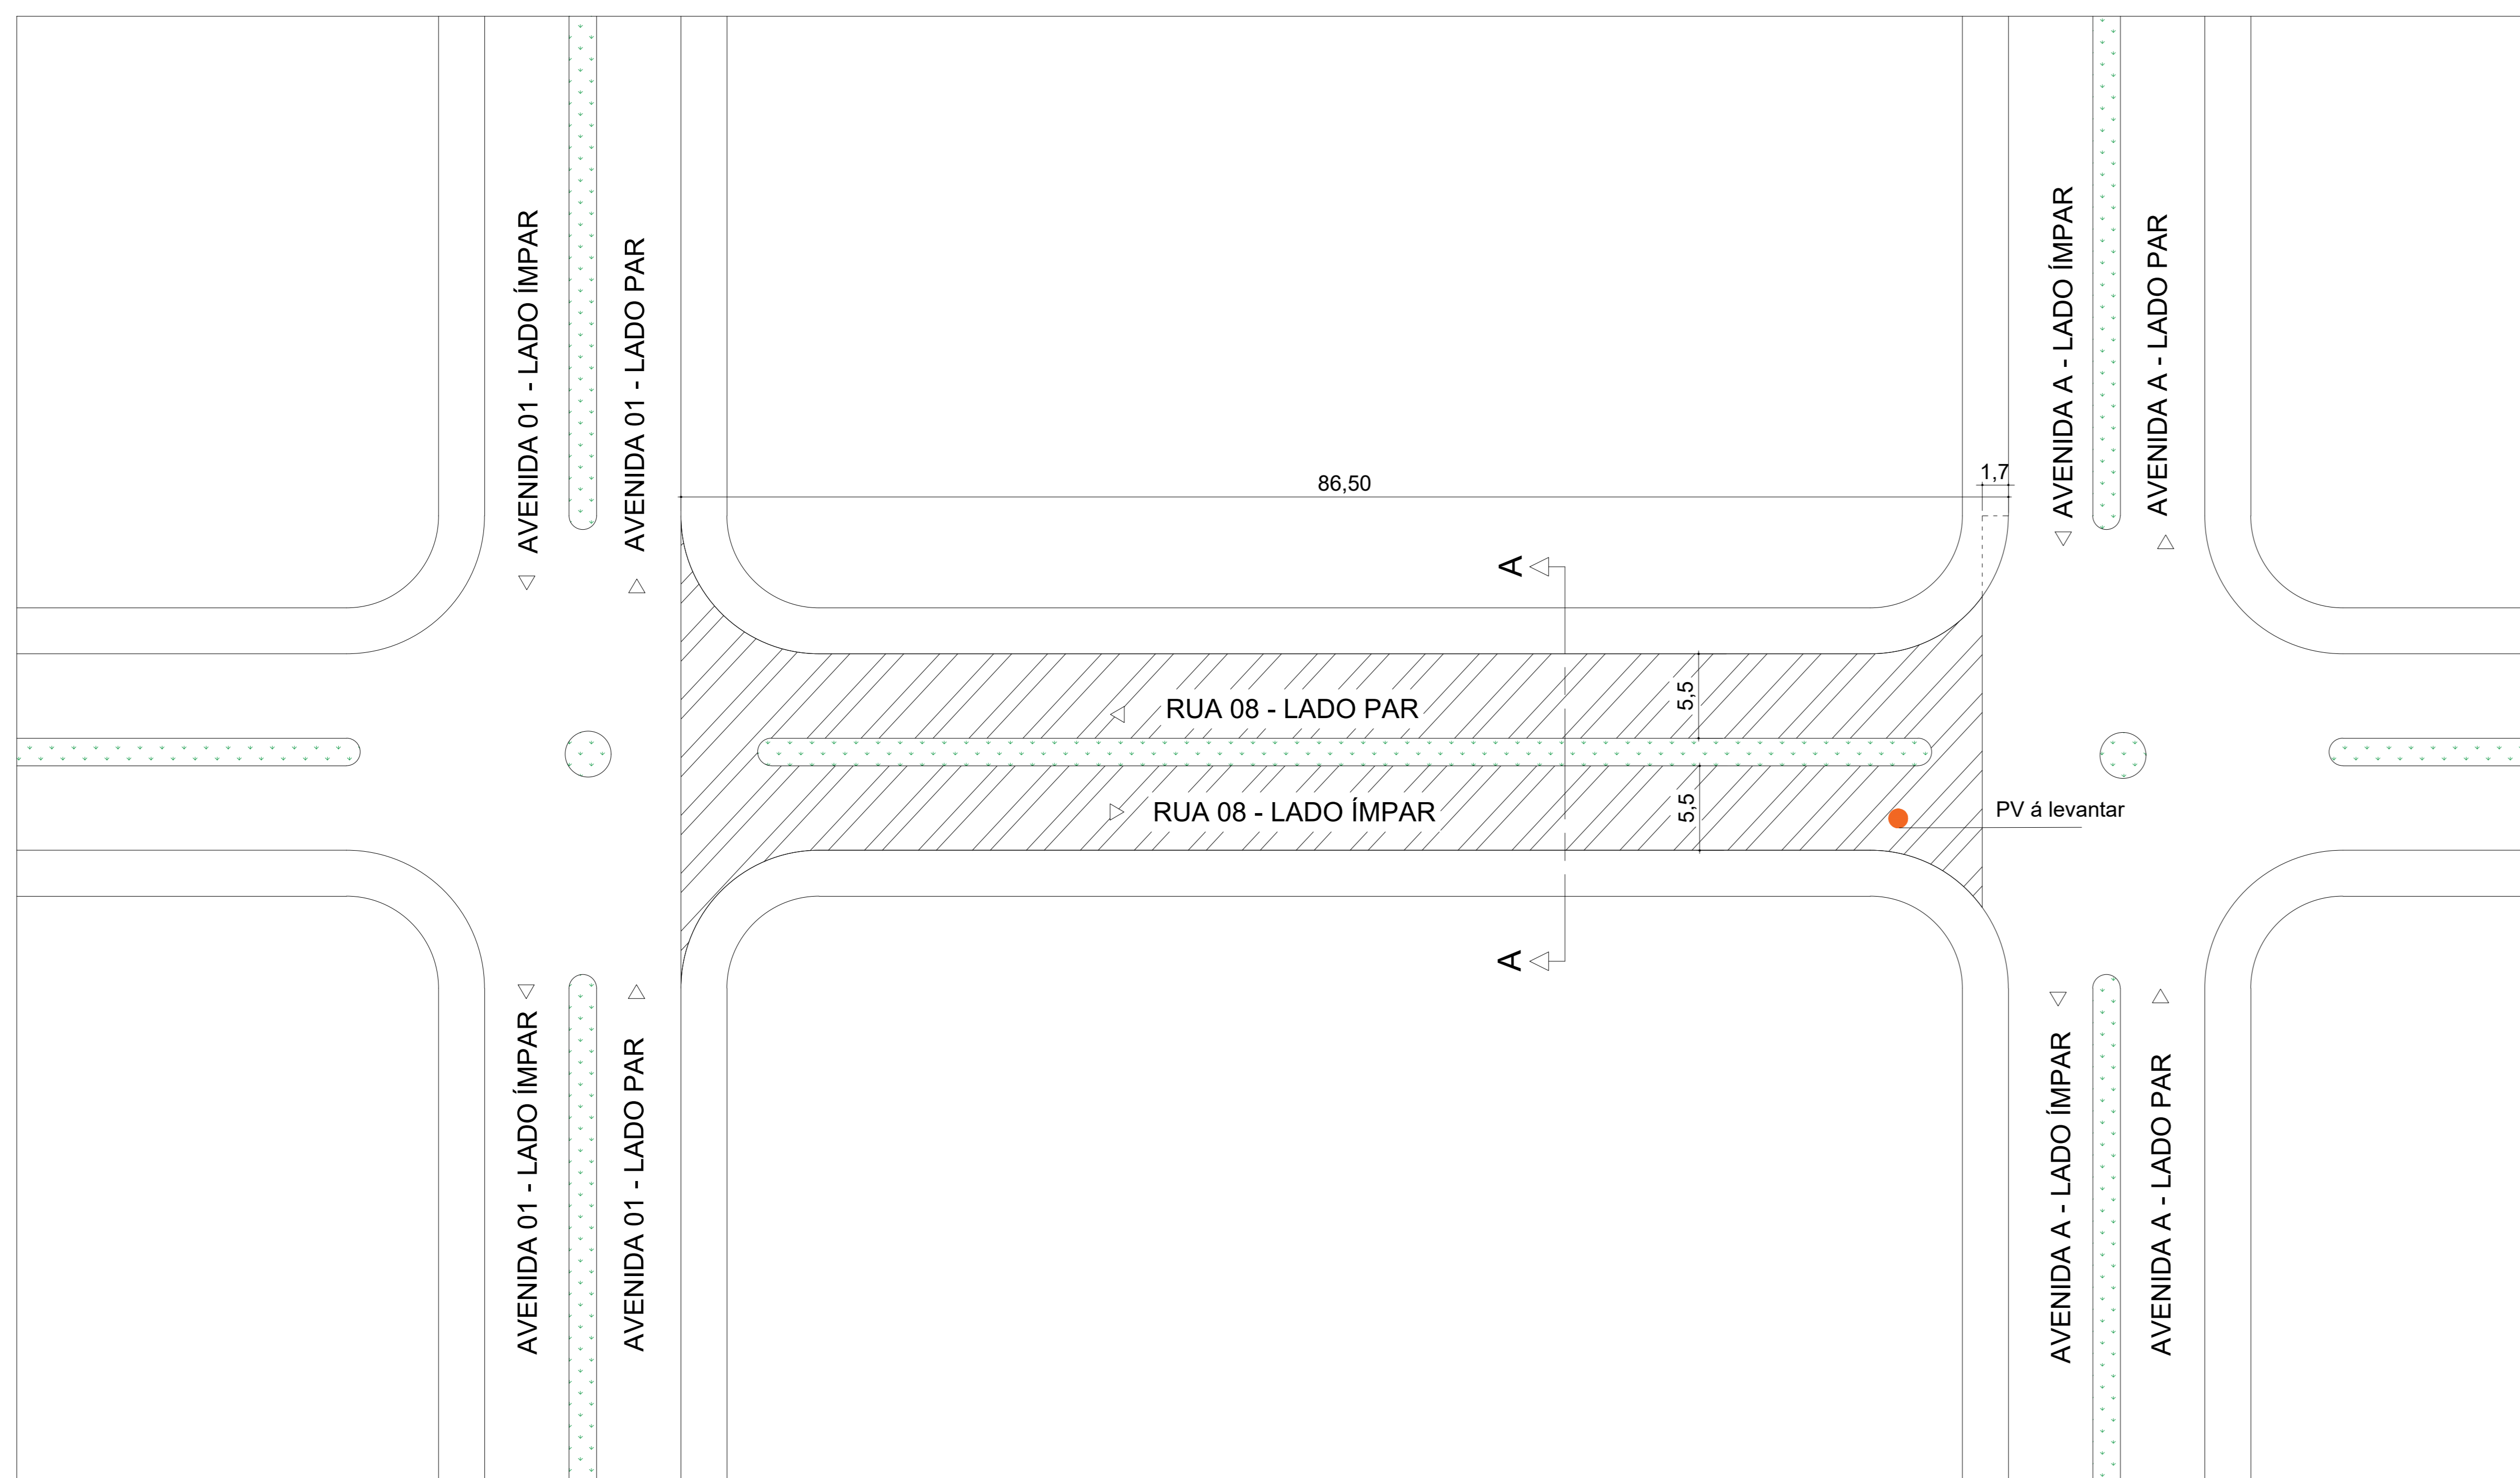 AVENIDA 01 - LADO ÍMPAR
AVENIDA 01 - LADO PAR
AVENIDA A - LADO ÍMPAR
AVENIDA A - LADO PAR
86,50
1,7
A
RUA 08 - LADO PAR
5,5
RUA 08 - LADO ÍMPAR
5,5
PV á levantar
A
AVENIDA 01 - LADO ÍMPAR
AVENIDA 01 - LADO PAR
AVENIDA A - LADO ÍMPAR
AVENIDA A - LADO PAR